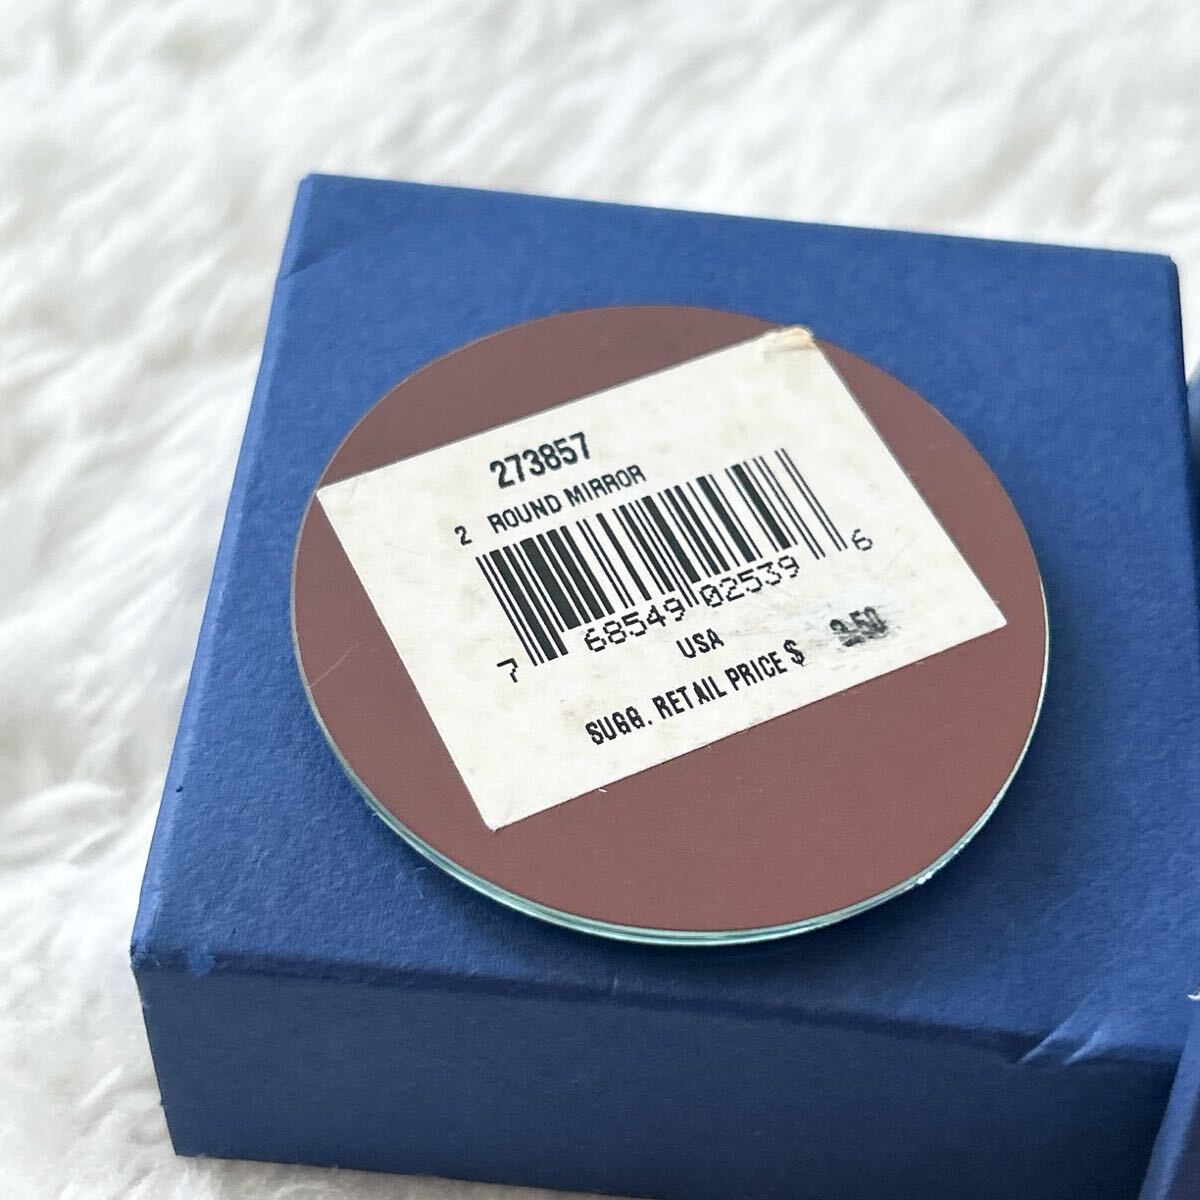 273857
2 ROUND MIRROR
7 68549 02539 6
USA
SUGG. RETAIL PRICE $